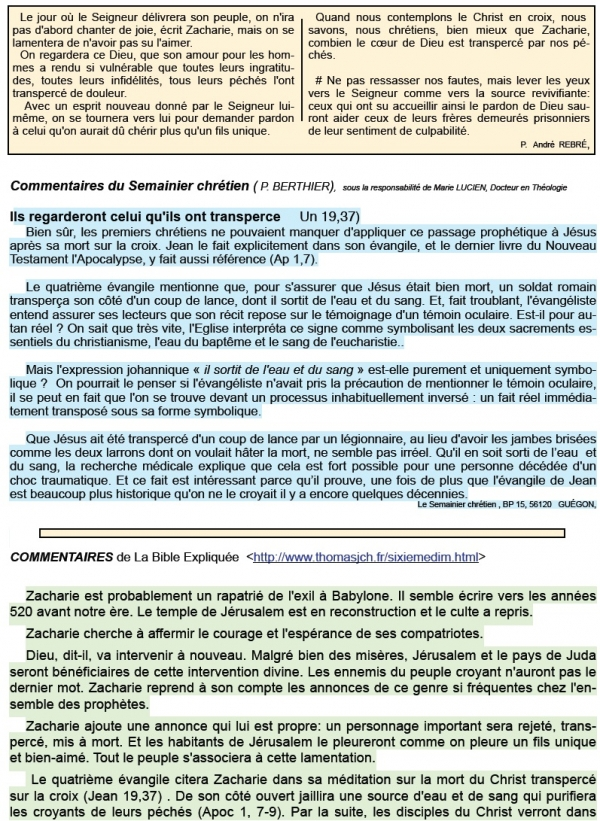 Le jour où le Seigneur délivrera son peuple, on n'ira
pas d'abord chanter de joie, écrit Zacharie, mais on se
lamentera de n'avoir pas su l'aimer.
On regardera ce Dieu, que son amour pour les hom-
mes a rendu si vulnérable que toutes leurs ingratitu-
des, toutes leurs infidélités, tous leurs péchés l'ont
transpercé de douleur.
Avec un esprit nouveau donné par le Seigneur lui-
même, on se tournera vers lui pour demander pardon
à celui qu'on aurait dû chérir plus qu'un fils unique.
Quand nous contemplons le Christ en croix, nous
savons, nous chrétiens, bien mieux que Zacharie,
combien le cœur de Dieu est transpercé par nos pé-
chés.
# Ne pas ressasser nos fautes, mais lever les yeux
vers le Seigneur comme vers la source revivifiante:
ceux qui ont su accueillir ainsi le pardon de Dieu sau-
ront aider ceux de leurs frères demeurés prisonniers
de leur sentiment de culpabilité.
P. André REBRÉ,
Commentaires du Semainier chrétien ( P. BERTHIER), sous la responsabilité de Marie LUCIEN, Docteur en Théologie
Ils regarderont celui qu'ils ont transperce Un 19,37)
Bien sûr, les premiers chrétiens ne pouvaient manquer d'appliquer ce passage prophétique à Jésus
après sa mort sur la croix. Jean le fait explicitement dans son évangile, et le dernier livre du Nouveau
Testament l'Apocalypse, y fait aussi référence (Ap 1,7).
Le quatrième évangile mentionne que, pour s'assurer que Jésus était bien mort, un soldat romain
transperça son côté d'un coup de lance, dont il sortit de l'eau et du sang. Et, fait troublant, l'évangéliste
entend assurer ses lecteurs que son récit repose sur le témoignage d'un témoin oculaire. Est-il pour au-
tan réel ? On sait que très vite, l'Eglise interpréta ce signe comme symbolisant les deux sacrements es-
sentiels du christianisme, l'eau du baptême et le sang de l'eucharistie..
Mais l'expression johannique « il sortit de l'eau et du sang » est-elle purement et uniquement symbo-
lique ? On pourrait le penser si l'évangéliste n'avait pris la précaution de mentionner le témoin oculaire,
il se peut en fait que l'on se trouve devant un processus inhabituellement inversé : un fait réel immédia-
tement transposé sous sa forme symbolique.
Que Jésus ait été transpercé d'un coup de lance par un légionnaire, au lieu d'avoir les jambes brisées
comme les deux larrons dont on voulait hâter la mort, ne semble pas irréel. Qu'il en soit sorti de l'eau et
du sang, la recherche médicale explique que cela est fort possible pour une personne décédée d'un
choc traumatique. Et ce fait est intéressant parce qu'il prouve, une fois de plus que l'évangile de Jean
est beaucoup plus historique qu'on ne le croyait il y a encore quelques décennies.
Le Semainier chrétien , BP 15, 56120 GUÉGON,
COMMENTAIRES de La Bible Expliquée <http://www.thomasjch.fr/sixiemedim.html>
Zacharie est probablement un rapatrié de l'exil à Babylone. Il semble écrire vers les années
520 avant notre ère. Le temple de Jérusalem est en reconstruction et le culte a repris.
Zacharie cherche à affermir le courage et l'espérance de ses compatriotes.
Dieu, dit-il, va intervenir à nouveau. Malgré bien des misères, Jérusalem et le pays de Juda
seront bénéficiaires de cette intervention divine. Les ennemis du peuple croyant n'auront pas le
dernier mot. Zacharie reprend à son compte les annonces de ce genre si fréquentes chez l'en-
semble des prophètes.
Zacharie ajoute une annonce qui lui est propre: un personnage important sera rejeté, trans-
percé, mis à mort. Et les habitants de Jérusalem le pleureront comme on pleure un fils unique
et bien-aimé. Tout le peuple s'associera à cette lamentation.
Le quatrième évangile citera Zacharie dans sa méditation sur la mort du Christ transpercé
sur la croix (Jean 19,37) . De son côté ouvert jaillira une source d'eau et de sang qui purifiera
les croyants de leurs péchés (Apoc 1, 7-9). Par la suite, les disciples du Christ verront dans